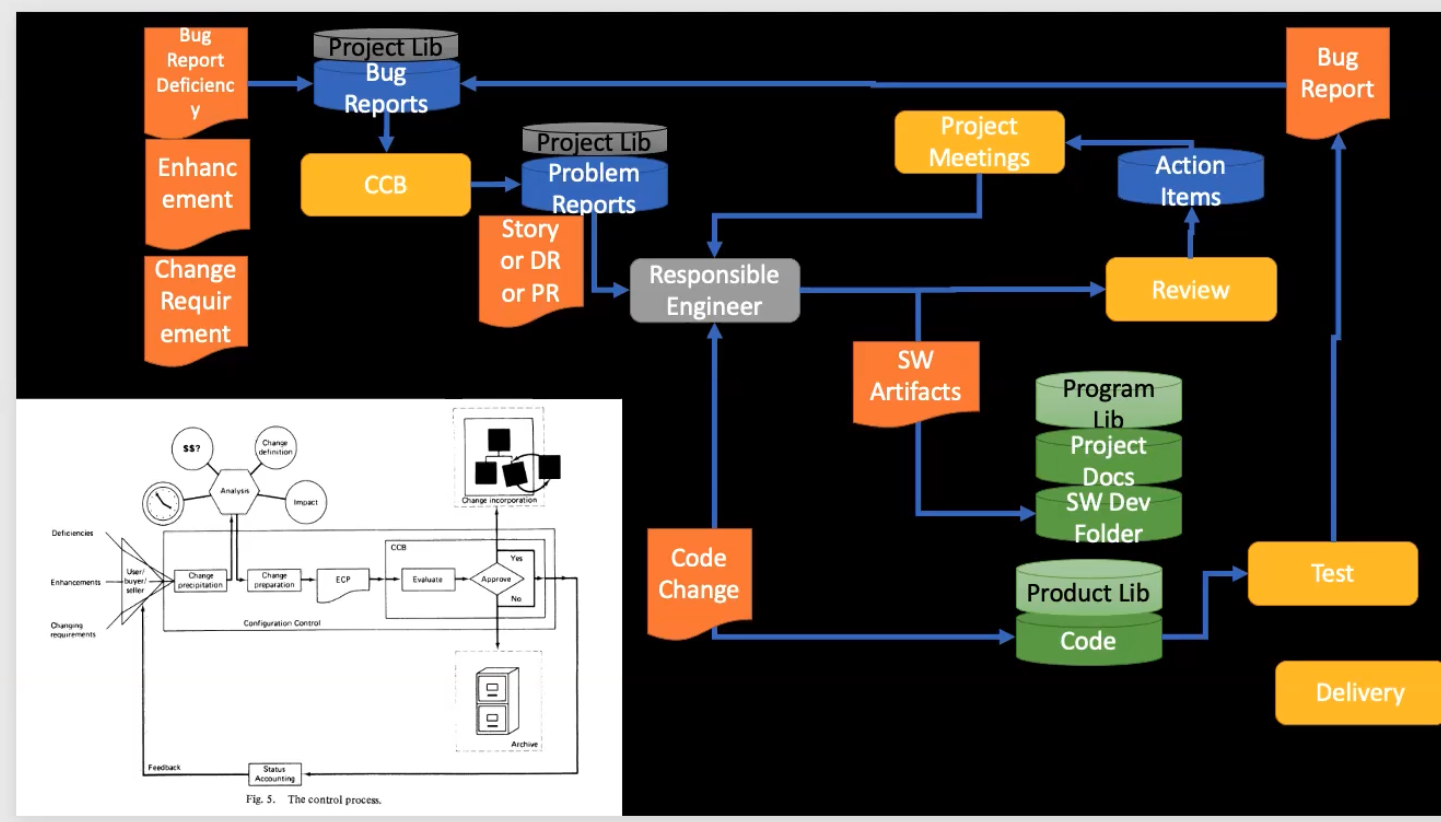 Bug
Report
Deficienc
y
Enhanc
ement
Change
Requir
ement
Project Lib
Bug
Reports
CCB
Project Lib
Problem
Reports
Story
or DR
or PR
Responsible
Engineer
Project
Meetings
Action
Items
Review
Bug
Report
SW
Artifacts
Program
Lib
Project
Docs
SW Dev
Folder
Code
Change
Product Lib
Code
Test
Delivery
$$?
Change
definition
Analysis
Impact
Change incorporation
Deficiencies
Enhancements
Changing
requirements
User/
buyer/
seller
Change
precipitation
Change
preparation
ECP
CCB
Evaluate
Approve
Yes
No
Configuration Control
Archive
Feedback
Status
Accounting
Fig. 5. The control process.